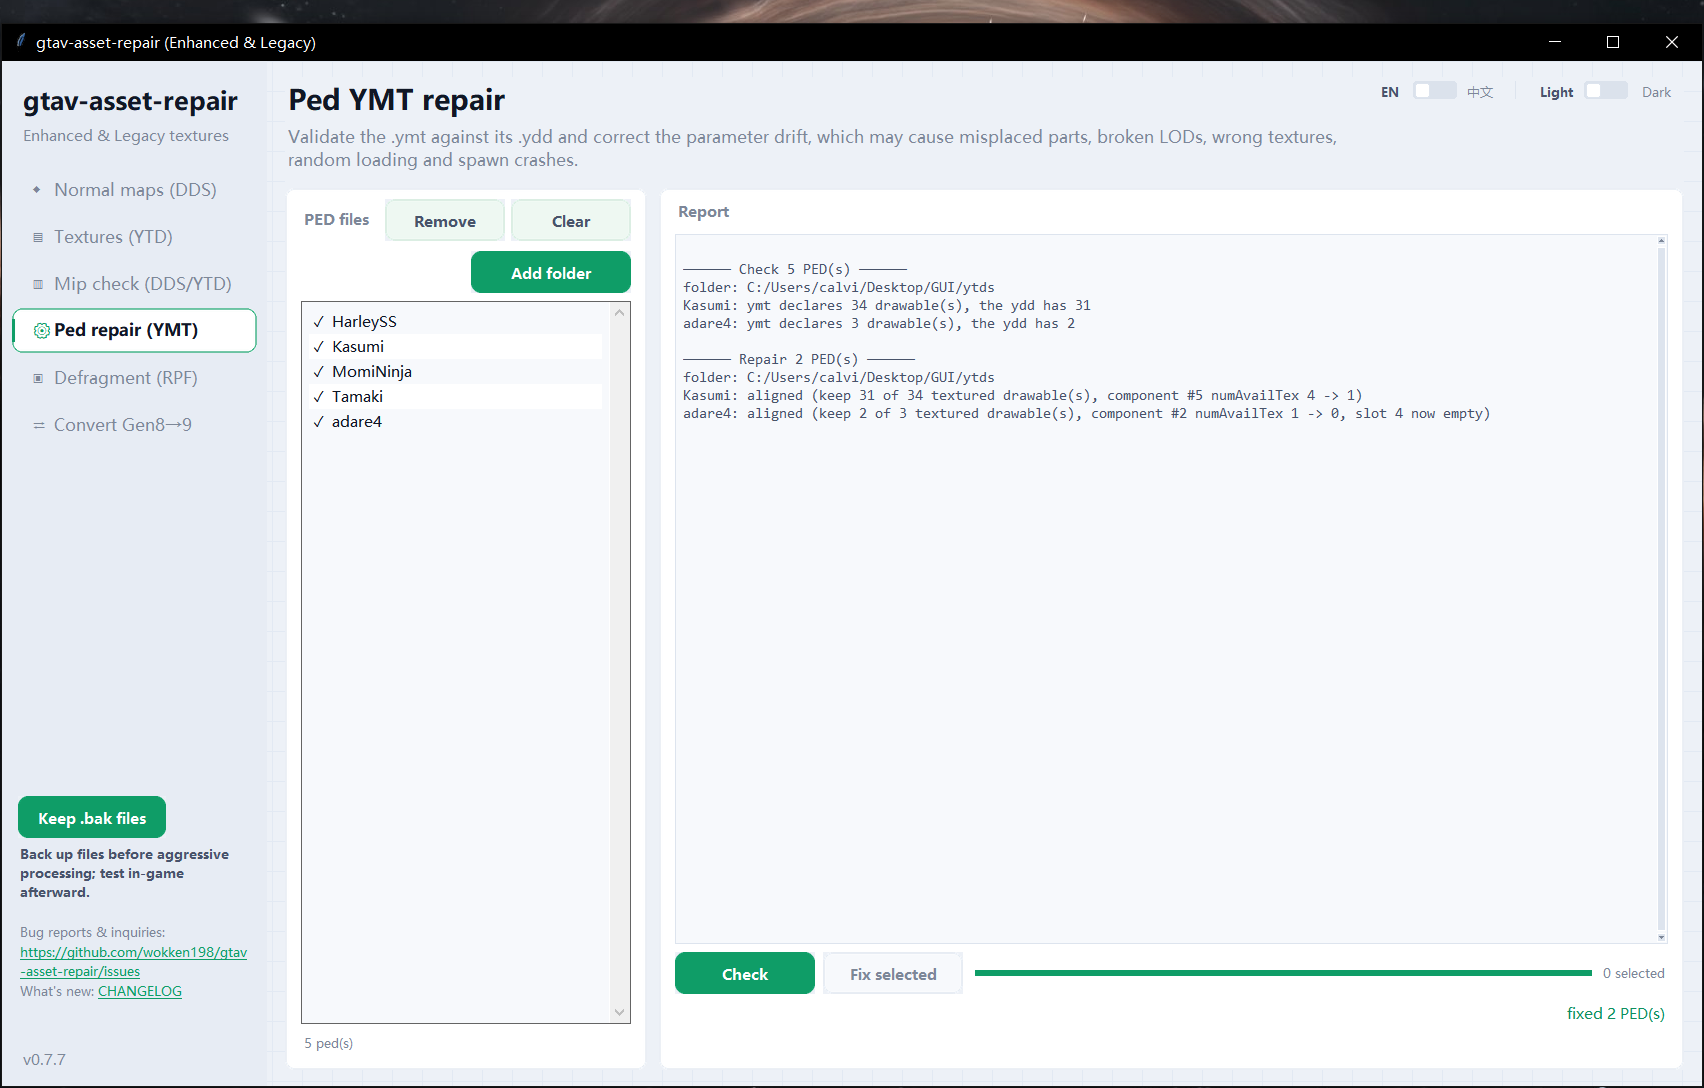 gtav-asset-repair (Enhanced & Legacy)
gtav-asset-repair
Enhanced & Legacy textures
Normal maps (DDS)
Textures (YTD)
Mip check (DDS/YTD)
Ped repair (YMT)
Defragment (RPF)
Convert Gen8→9
Keep .bak files
Back up files before aggressive
processing; test in-game
afterward.
Bug reports & inquiries:
https://github.com/wokken198/gtav
-asset-repair/issues
What's new: CHANGELOG
v0.7.7
Ped YMT repair
EN 中文 Light Dark
Validate the .ymt against its .ydd and correct the parameter drift, which may cause misplaced parts, broken LODs, wrong textures,
random loading and spawn crashes.
PED files Remove Clear
Add folder
✓ HarleySS
✓ Kasumi
✓ MomiNinja
✓ Tamaki
✓ adare4
5 ped(s)
Report
────── Check 5 PED(s) ──────
folder: C:/Users/calvi/Desktop/GUI/ytds
Kasumi: ymt declares 34 drawable(s), the ydd has 31
adare4: ymt declares 3 drawable(s), the ydd has 2
────── Repair 2 PED(s) ──────
folder: C:/Users/calvi/Desktop/GUI/ytds
Kasumi: aligned (keep 31 of 34 textured drawable(s), component #5 numAvailTex 4 -> 1)
adare4: aligned (keep 2 of 3 textured drawable(s), component #2 numAvailTex 1 -> 0, slot 4 now empty)
Check Fix selected 0 selected
fixed 2 PED(s)